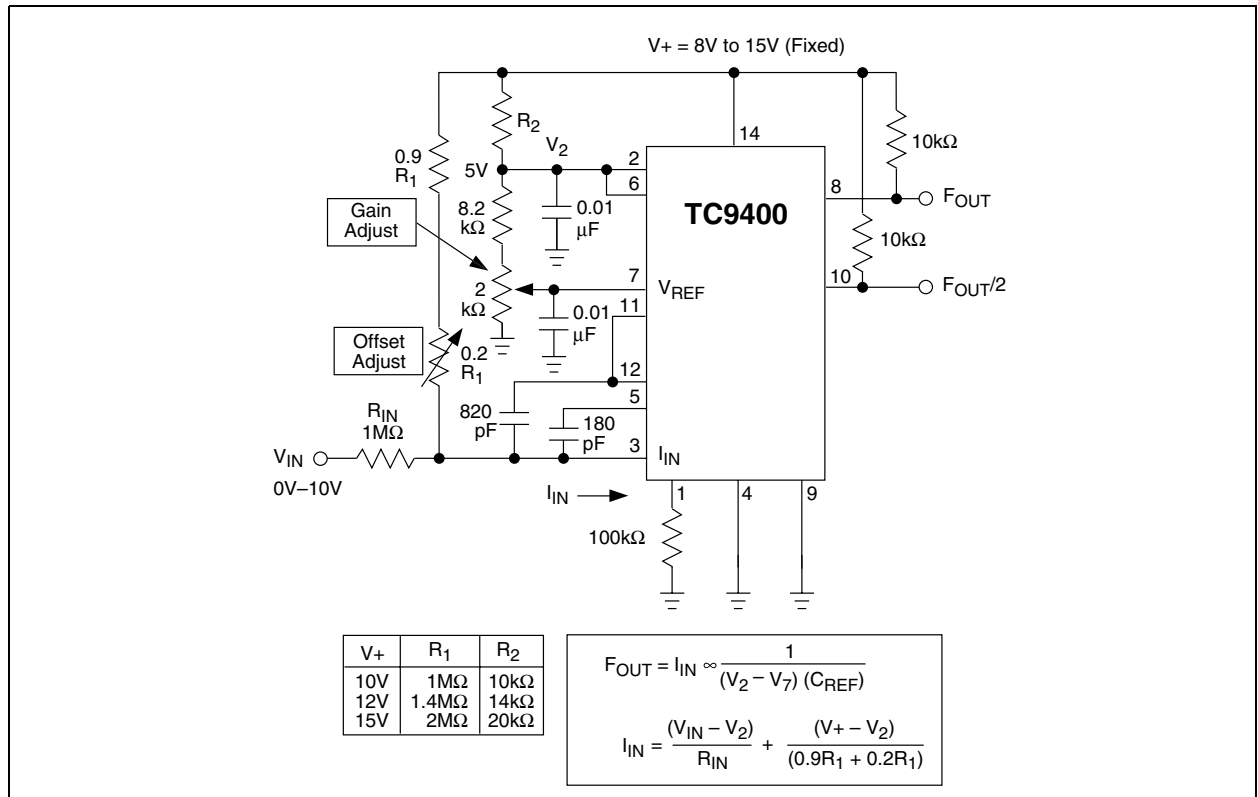 V+ = 8V to 15V (Fixed)
R2
14
10kΩ
0.9
R1
V2
5V
2
6
TC9400
8
FOUT
Gain
Adjust
8.2
kΩ
0.01
µF
10kΩ
10
FOUT/2
2
kΩ
7
VREF
11
0.01
µF
Offset
Adjust
0.2
R1
12
820
pF
5
180
pF
RIN
1MΩ
3
IIN
VIN
0V–10V
IIN
1
4
9
100kΩ
V+ R1 R2
10V 1MΩ 10kΩ
12V 1.4MΩ 14kΩ
15V 2MΩ 20kΩ
FOUT = IIN ∞ 1
(V2 – V7) (CREF)
IIN = (VIN – V2) + (V+ – V2)
RIN (0.9R1 + 0.2R1)